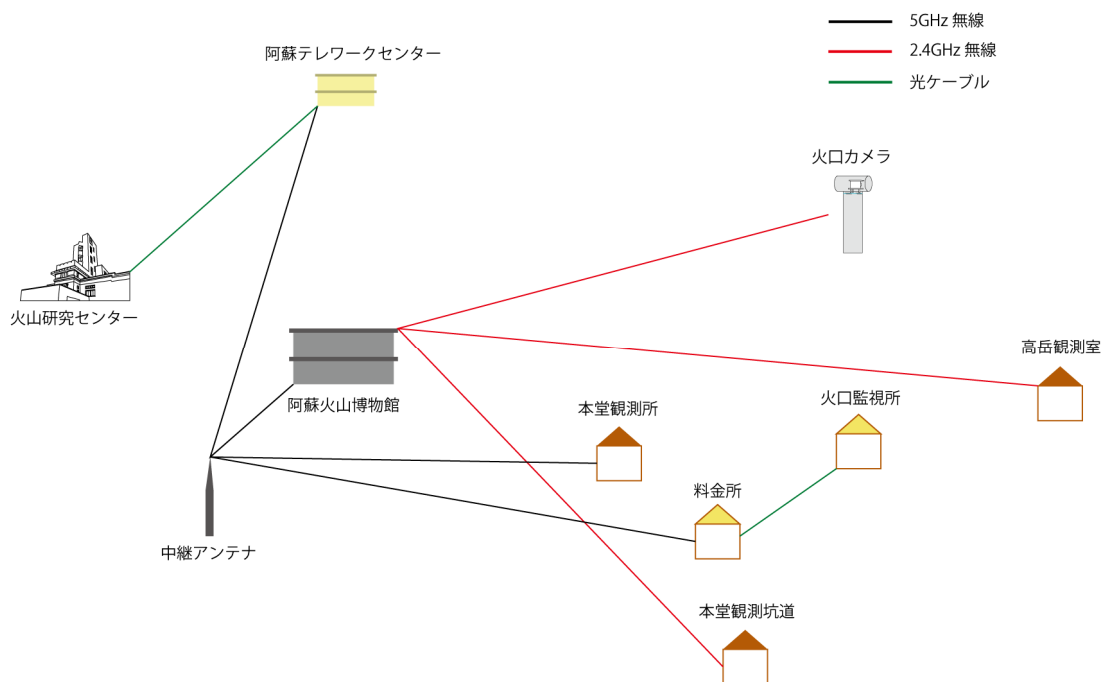 5GHz 無線
2.4GHz 無線
光ケーブル
阿蘇テレワークセンター
火口カメラ
火山研究センター
高岳観測室
阿蘇火山博物館
本堂観測所
火口監視所
料金所
中継アンテナ
本堂観測坑道